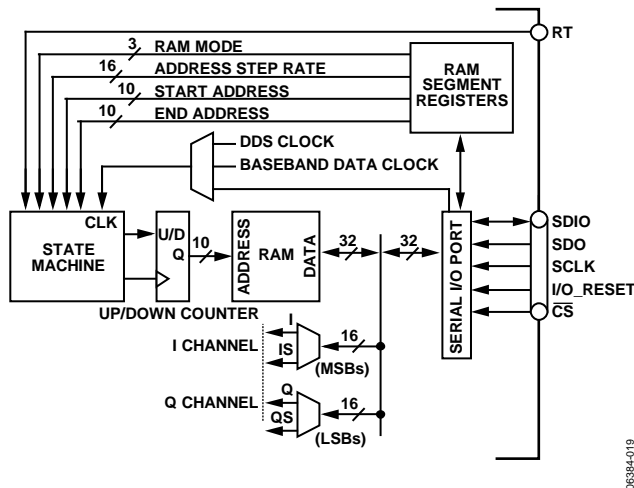 RT
3 RAM MODE
16 ADDRESS STEP RATE
10 START ADDRESS
10 END ADDRESS
RAM
SEGMENT
REGISTERS
DDS CLOCK
BASEBAND DATA CLOCK
CLK
STATE
MACHINE
U/D
Q
10
ADDRESS
RAM
DATA
32
32
SERIAL I/O PORT
SDIO
SDO
SCLK
I/O_RESET
CS
UP/DOWN COUNTER
I CHANNEL
I
IS
16
(MSBs)
Q CHANNEL
Q
QS
16
(LSBs)
06384-019